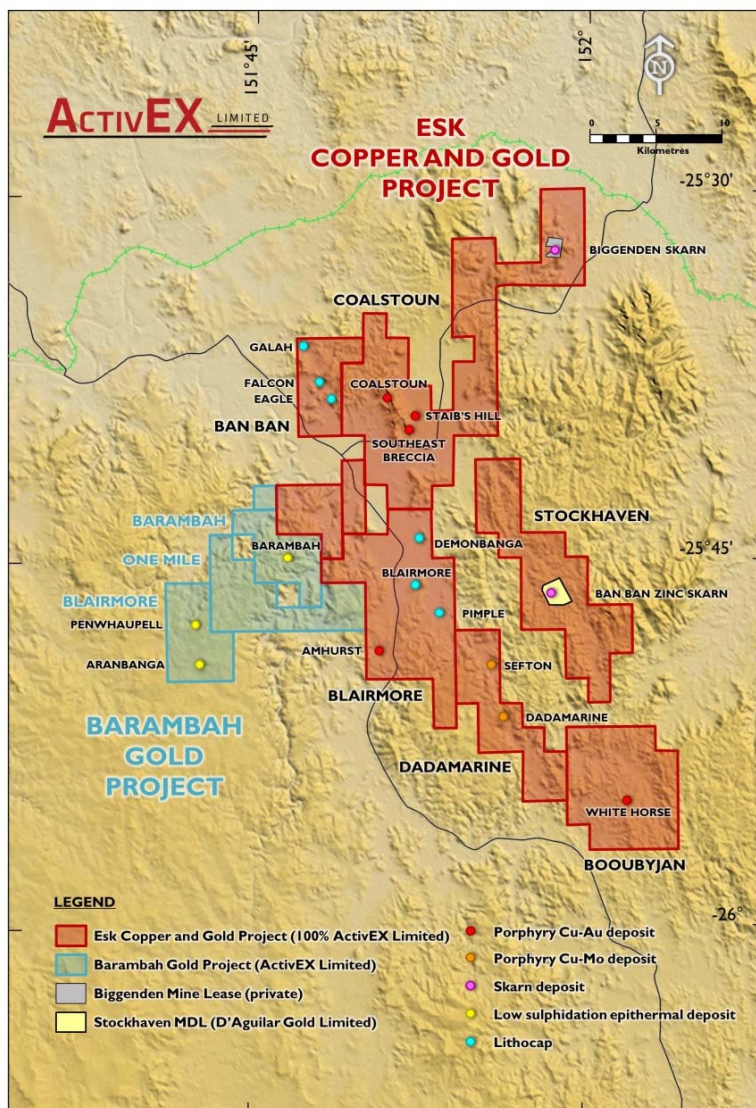 ACTIVEX
LIMITED
151°45'
152°
N
0 5 10
Kilometres
ESK
COPPER AND GOLD
PROJECT
-25°30'
BIGGENDEN SKARN
COALSTOUN
GALAH
FALCON
EAGLE
COALSTOUN
STAIB'S HILL
BAN BAN
SOUTHEAST
BRECCIA
STOCKHAVEN
BARAMBAH
BARAMBAH
DEMONBANGA
-25°45'
ONE MILE
BLAIRMORE
BLAIRMORE
BAN BAN ZINC SKARN
PENWHAUPELL
PIMPLE
AMHURST
SEFTON
ARANBANGA
BLAIRMORE
DADAMARINE
BARAMBAH
GOLD
PROJECT
DADAMARINE
WHITE HORSE
BOOUBYJAN
-26°
LEGEND
Esk Copper and Gold Project (100% ActivEX Limited)
Barambah Gold Project (ActivEX Limited)
Biggenden Mine Lease (private)
Stockhaven MDL (D'Aguilar Gold Limited)
Porphyry Cu-Au deposit
Porphyry Cu-Mo deposit
Skarn deposit
Low sulphidation epithermal deposit
Lithocap